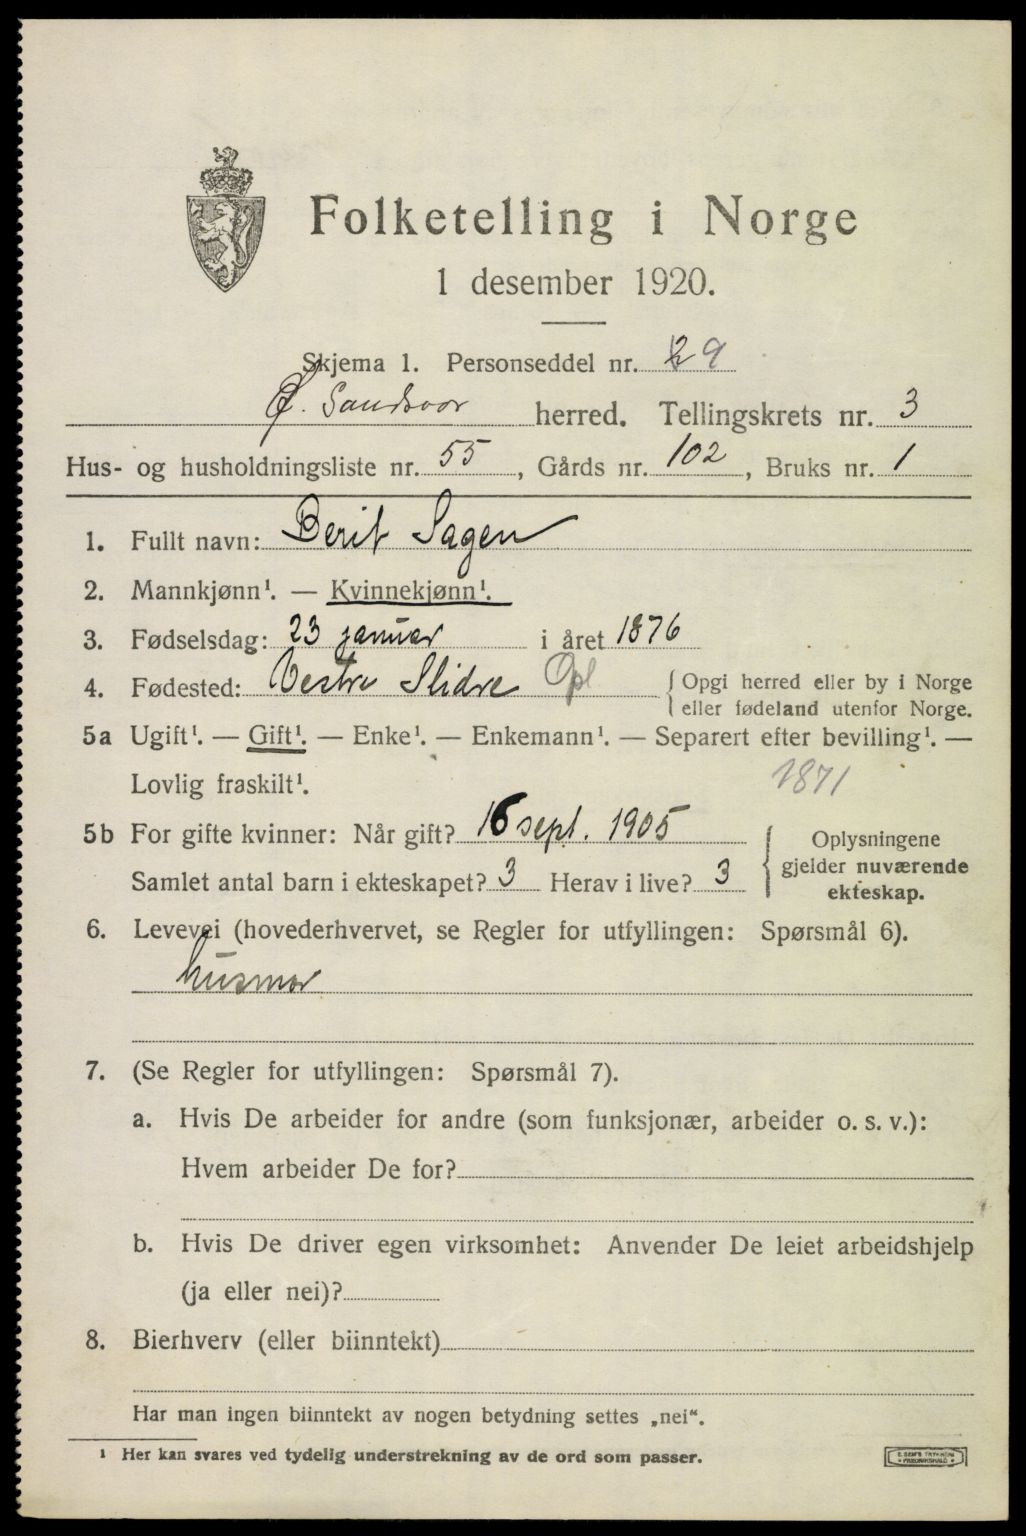 Folketelling i Norge
1 desember 1920.
Skjema 1. Personseddel nr. 29
Ø. Sandsvær herred. Tellingskrets nr. 3
Hus- og husholdningsliste nr. 55, Gårds nr. 102, Bruks nr. 1
1. Fullt navn: Berit Sagen
2. Mannkjønn¹. — Kvinnekjønn¹.
3. Fødselsdag: 23 januar i året 1876
4. Fødested: Vestre Slidre Opl { Opgi herred eller by i Norge
eller fødeland utenfor Norge.
5a Ugift¹. — Gift¹. — Enke¹. — Enkemann¹. — Separert efter bevilling¹. —
Lovlig fraskilt¹. 1871
5b For gifte kvinner: Når gift? 16 sept. 1905
Samlet antal barn i ekteskapet? 3 Herav i live? 3
{ Oplysningene
gjelder nuværende
ekteskap.
6. Levevei (hovederhvervet, se Regler for utfyllingen: Spørsmål 6).
husmor
7. (Se Regler for utfyllingen: Spørsmål 7).
a. Hvis De arbeider for andre (som funksjonær, arbeider o. s. v.):
Hvem arbeider De for?
b. Hvis De driver egen virksomhet: Anvender De leiet arbeidshjelp
(ja eller nei)?
8. Bierhverv (eller biinntekt)
Har man ingen biinntekt av nogen betydning settes „nei“.
¹ Her kan svares ved tydelig understrekning av de ord som passer.